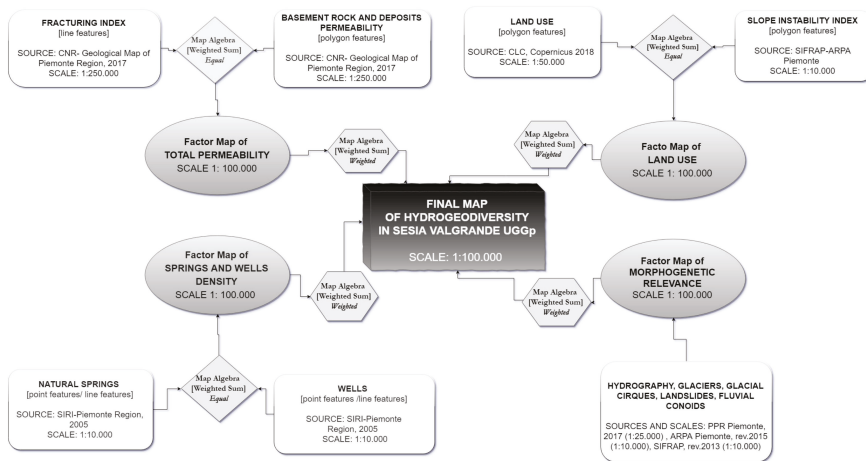 FRACTURING INDEX
[line features]
SOURCE: CNR- Geological Map of
Piemonte Region, 2017
SCALE: 1:250.000
Map Algebra
[Weighted Sum]
Equal
BASEMENT ROCK AND DEPOSITS
PERMEABILITY
[polygon features]
SOURCE: CNR- Geological Map of
Piemonte Region, 2017
SCALE: 1:250.000
LAND USE
[polygon features]
SOURCE: CLC, Copernicus 2018
SCALE: 1:50.000
Map Algebra
[Weighted Sum]
Equal
SLOPE INSTABILITY INDEX
[polygon features]
SOURCE: SIFRAP-ARPA
Piemonte
SCALE: 1:10.000
Factor Map of
TOTAL PERMEABILITY
SCALE 1: 100.000
Map Algebra
[Weighted Sum]
Weighted
Map Algebra
[Weighted Sum]
Weighted
Facto Map of
LAND USE
SCALE 1: 100.000
FINAL MAP
OF HYDROGEODIVERSITY
IN SESIA VALGRANDE UGGp
SCALE: 1:100.000
Factor Map of
SPRINGS AND WELLS
DENSITY
SCALE 1: 100.000
Map Algebra
[Weighted Sum]
Weighted
Map Algebra
[Weighted Sum]
Weighted
Factor Map of
MORPHOGENETIC
RELEVANCE
SCALE 1: 100.000
NATURAL SPRINGS
[point features/ line features]
SOURCE: SIRI-Piemonte Region,
2005
SCALE: 1:10.000
Map Algebra
[Weighted Sum]
Equal
WELLS
[point features /line features]
SOURCE: SIRI-Piemonte
Region, 2005
SCALE: 1:10.000
HYDROGRAPHY, GLACIERS, GLACIAL
CIRQUES, LANDSLIDES, FLUVIAL
CONOIDS
SOURCES AND SCALES: PPR Piemonte,
2017 (1:25.000) , ARPA Piemonte, rev.2015
(1:10.000), SIFRAP, rev.2013 (1:10.000)